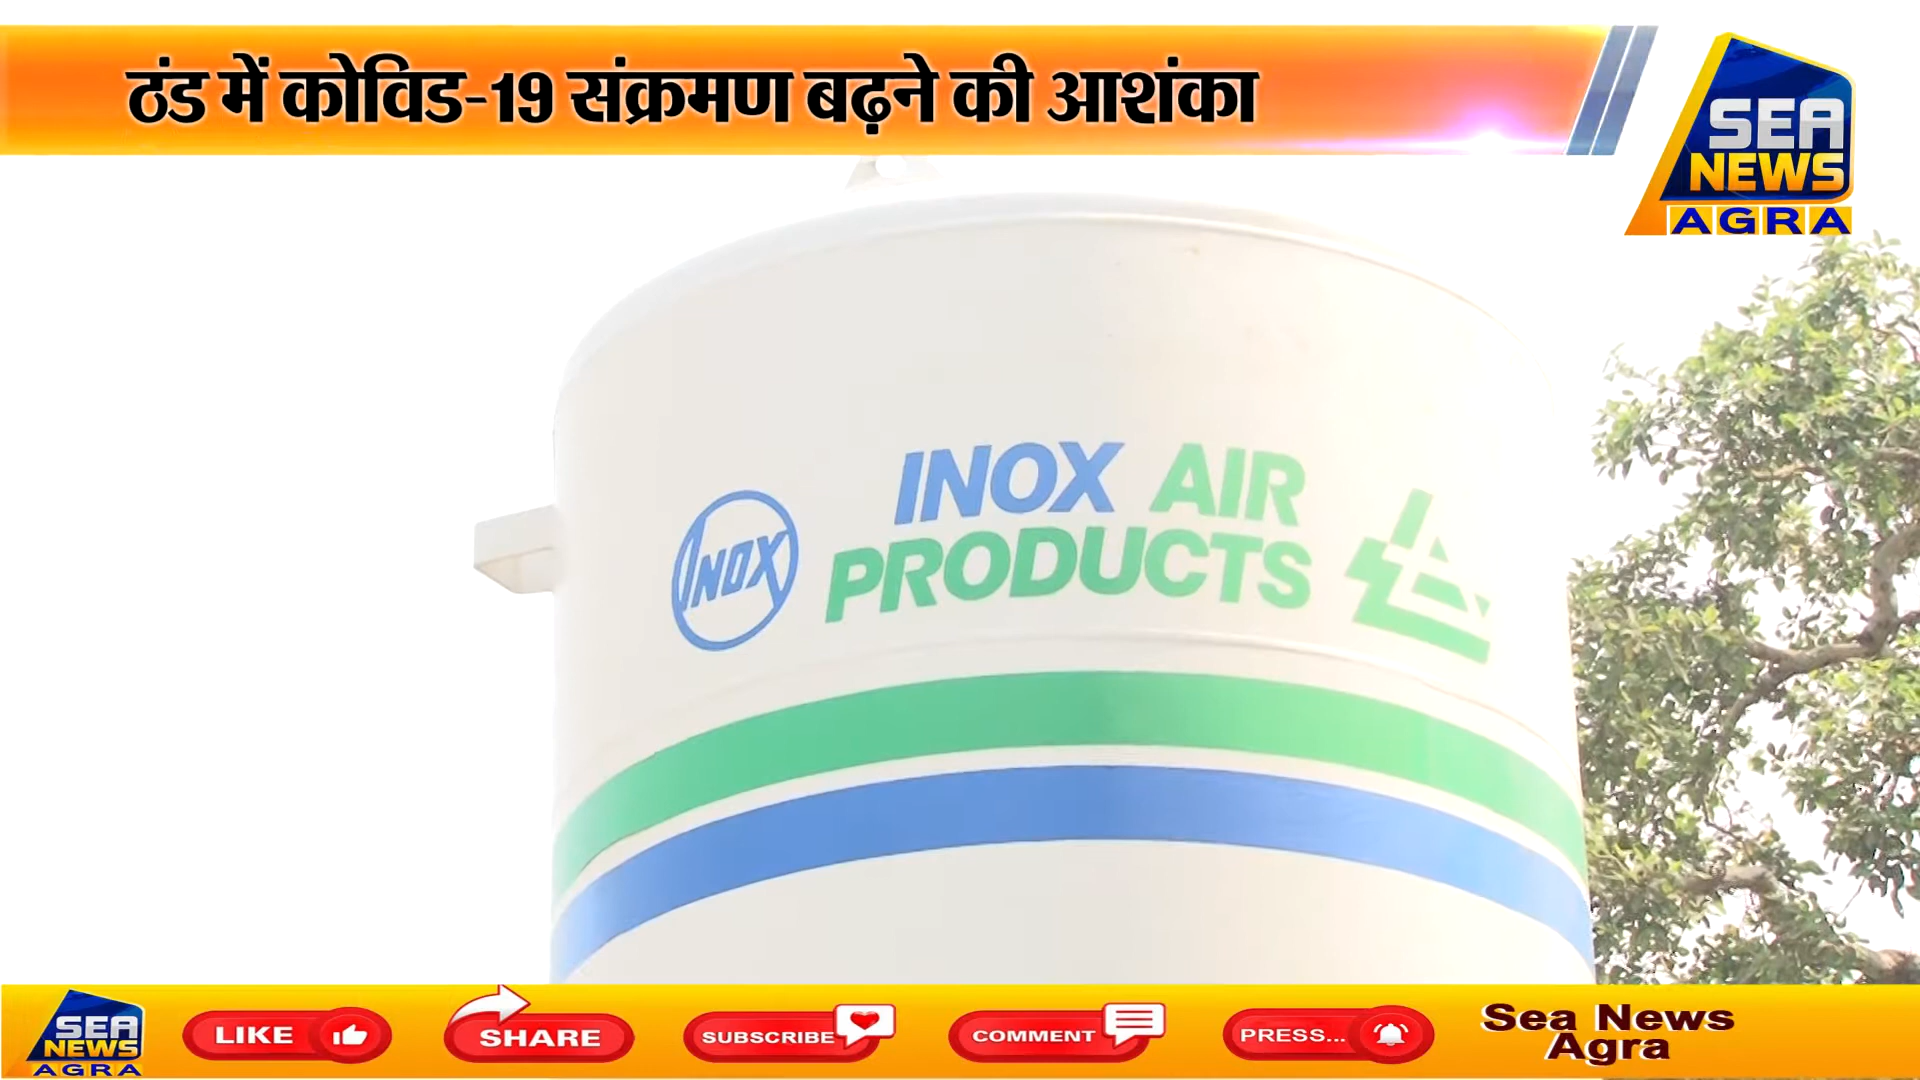 ठंड में कोविड-19 संक्रमण बढ़ने की आशंका
SEA
NEWS
AGRA
INOX AIR
PRODUCTS
INOX
SEA
NEWS
AGRA
LIKE
SHARE
SUBSCRIBE
COMMENT
PRESS...
Sea News
Agra